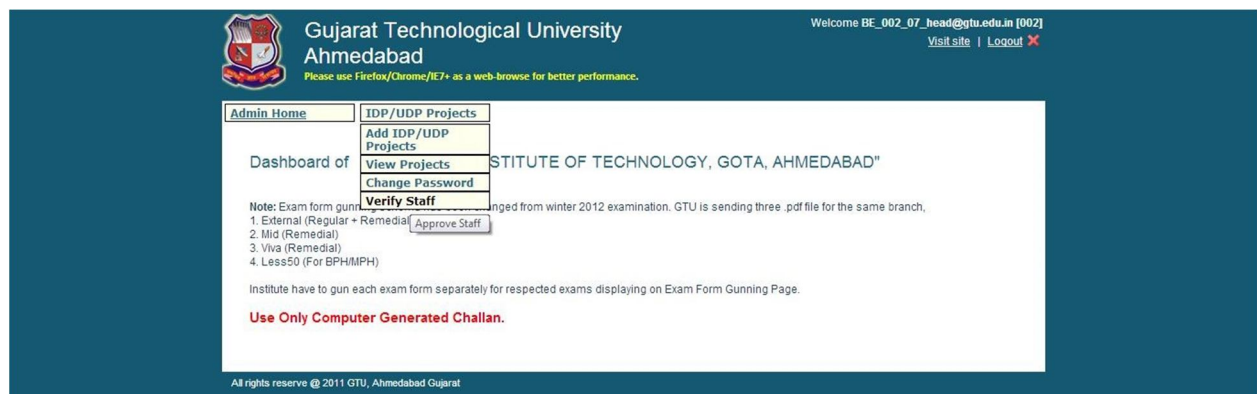 Gujarat Technological University
Ahmedabad
Please use Firefox/Chrome/IE7+ as a web-browse for better performance.
Welcome BE_002_07_head@gtu.edu.in [002]
Visit site | Logout
Admin Home
IDP/UDP Projects
Add IDP/UDP
Projects
View Projects
Change Password
Verify Staff
Approve Staff
Dashboard of STITUTE OF TECHNOLOGY, GOTA, AHMEDABAD"
Note: Exam form gunn anged from winter 2012 examination. GTU is sending three .pdf file for the same branch,
1. External (Regular + Remedial
2. Mid (Remedial)
3. Viva (Remedial)
4. Less50 (For BPH/MPH)
Institute have to gun each exam form separately for respected exams displaying on Exam Form Gunning Page.
Use Only Computer Generated Challan.
All rights reserve @ 2011 GTU, Ahmedabad Gujarat